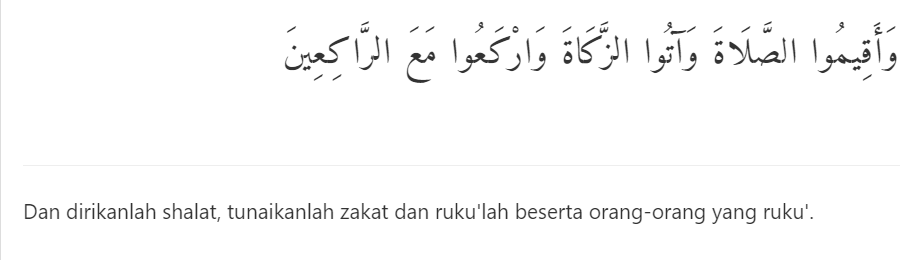 وَأَقِيمُوا الصَّلَاةَ وَآتُوا الزَّكَاةَ وَارْكَعُوا مَعَ الرَّاكِعِينَ
Dan dirikanlah shalat, tunaikanlah zakat dan ruku'lah beserta orang-orang yang ruku'.